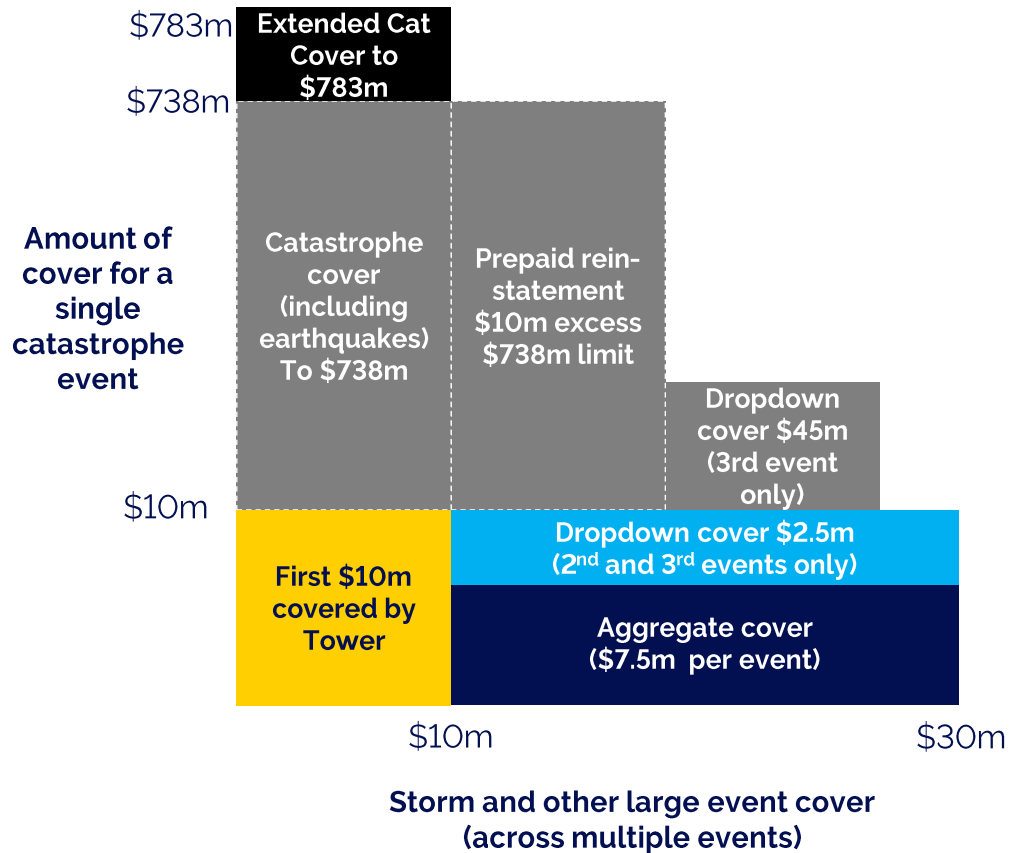 $783m
Extended Cat
Cover to
$783m
$738m
Amount of
cover for a
single
catastrophe
event
Catastrophe
cover
(including
earthquakes)
To $738m
Prepaid rein-
statement
$10m excess
$738m limit
Dropdown
cover $45m
(3rd event
only)
$10m
First $10m
covered by
Tower
Dropdown cover $2.5m
(2nd and 3rd events only)
Aggregate cover
($7.5m  per event)
$10m
$30m
Storm and other large event cover
(across multiple events)